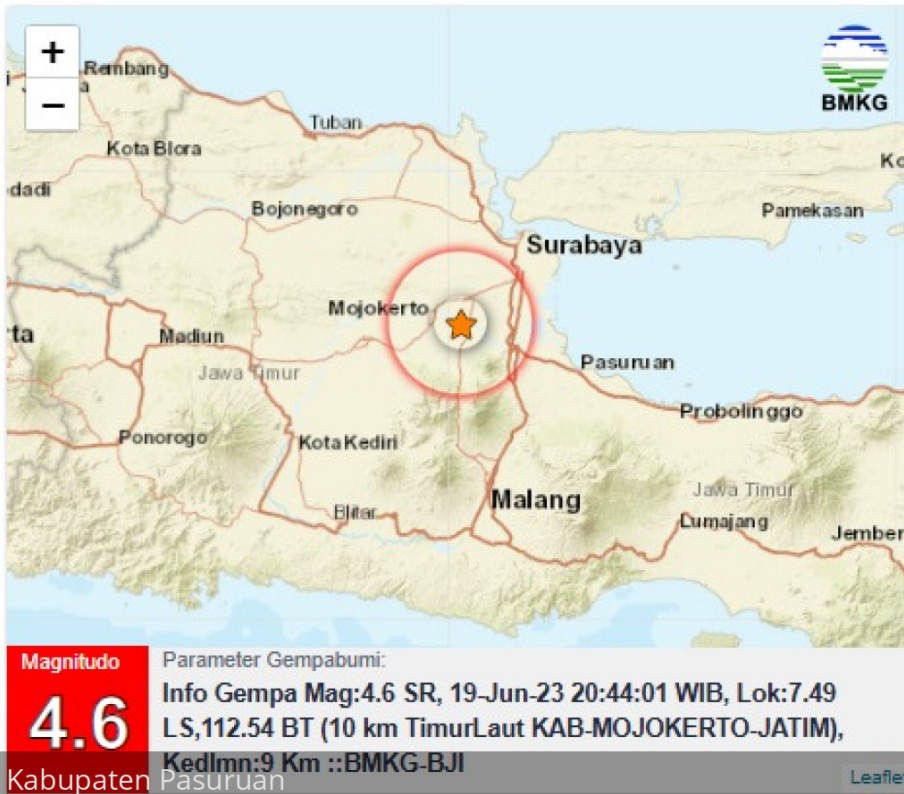 +
−
Rembang
Tuban
Kota Blora
dadi
Bojonegoro
Pamekasan
Surabaya
Mojokerto
ta
Madiun
Jawa Timur
Pasuruan
Probolinggo
Ponorogo
Kota Kediri
Malang
Jawa Timur
Blitar
Lumajang
Jember
BMKG
Magnitudo
4.6
Parameter Gempabumi:
Info Gempa Mag:4.6 SR, 19-Jun-23 20:44:01 WIB, Lok:7.49
LS,112.54 BT (10 km TimurLaut KAB-MOJOKERTO-JATIM),
Kedlmn:9 Km ::BMKG-BJI
Kabupaten Pasuruan
Leaflet